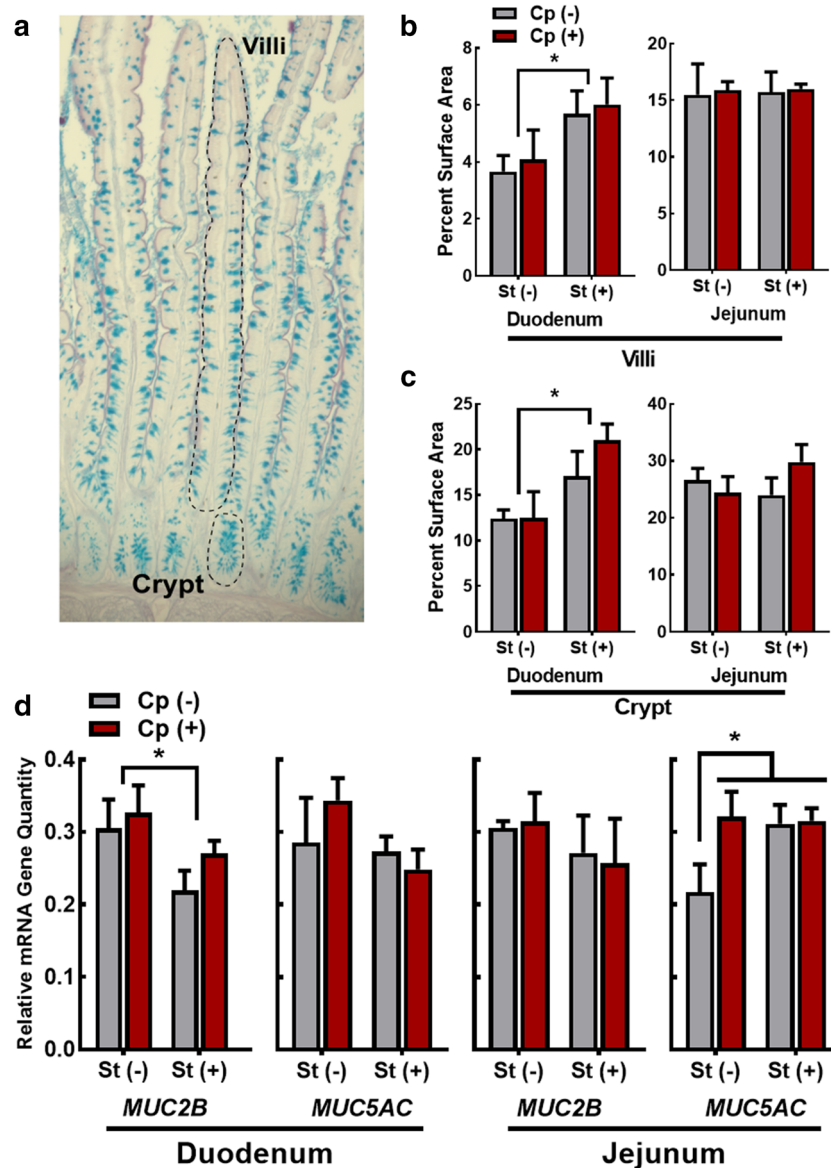 a
Villi
Crypt
b
Cp (-)
Cp (+)
Percent Surface Area
8
6
4
2
0
*
St (-) St (+)
Duodenum
20
15
10
5
0
St (-) St (+)
Jejunum
Villi
c
Percent Surface Area
25
20
15
10
5
0
*
St (-) St (+)
Duodenum
40
30
20
10
0
St (-) St (+)
Jejunum
Crypt
d
Cp (-)
Cp (+)
Relative mRNA Gene Quantity
0.4
0.3
0.2
0.1
0.0
*
*
St (-) St (+) St (-) St (+) St (-) St (+) St (-) St (+)
MUC2B MUC5AC MUC2B MUC5AC
Duodenum Jejunum